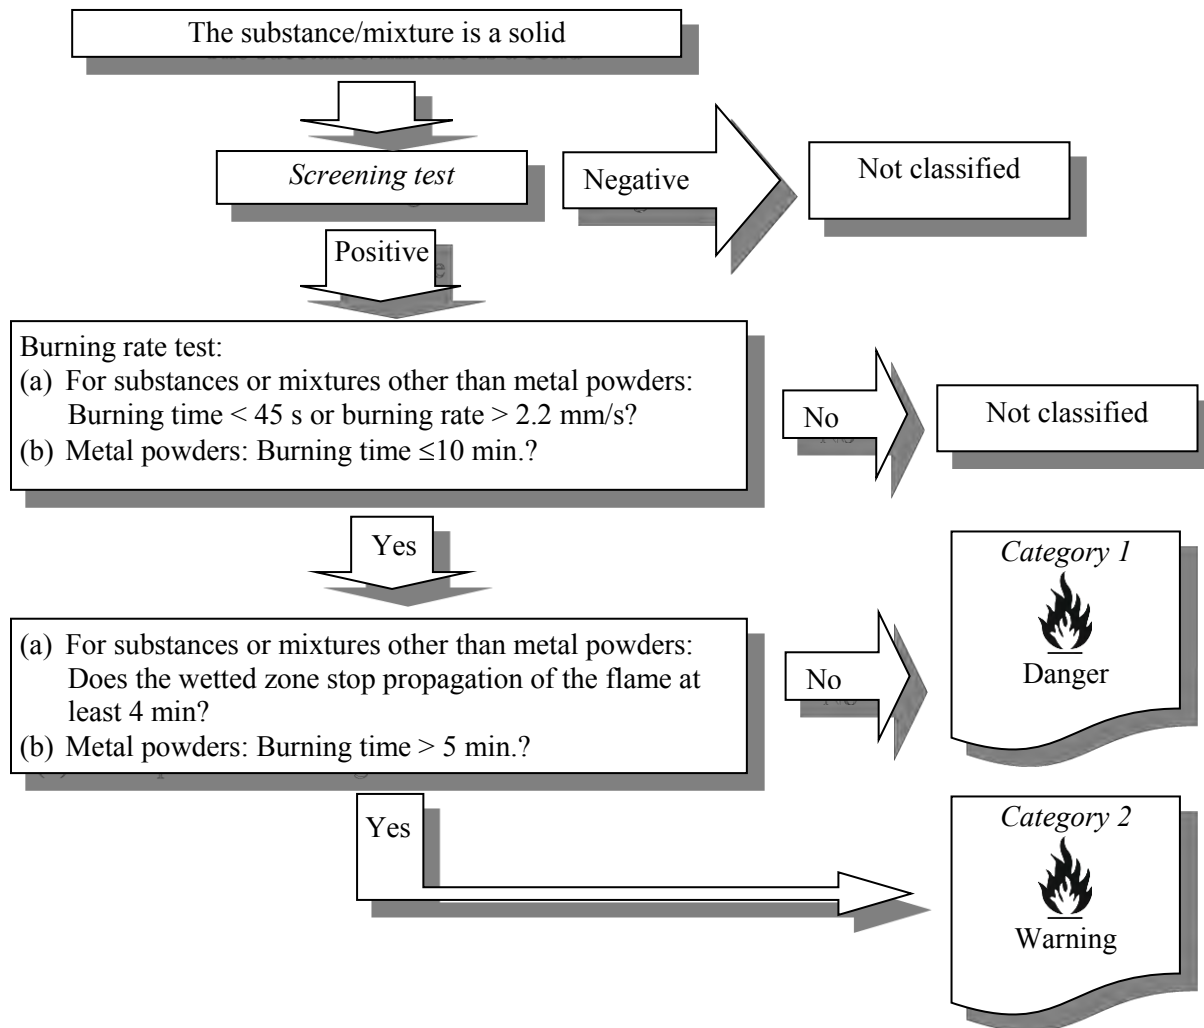 The substance/mixture is a solid
Screening test
Negative
Not classified
Positive
Burning rate test:
(a) For substances or mixtures other than metal powders:
Burning time < 45 s or burning rate > 2.2 mm/s?
(b) Metal powders: Burning time ≤10 min.?
No
Not classified
Yes
(a) For substances or mixtures other than metal powders:
Does the wetted zone stop propagation of the flame at
least 4 min?
(b) Metal powders: Burning time > 5 min.?
No
Category 1
Danger
Yes
Category 2
Warning